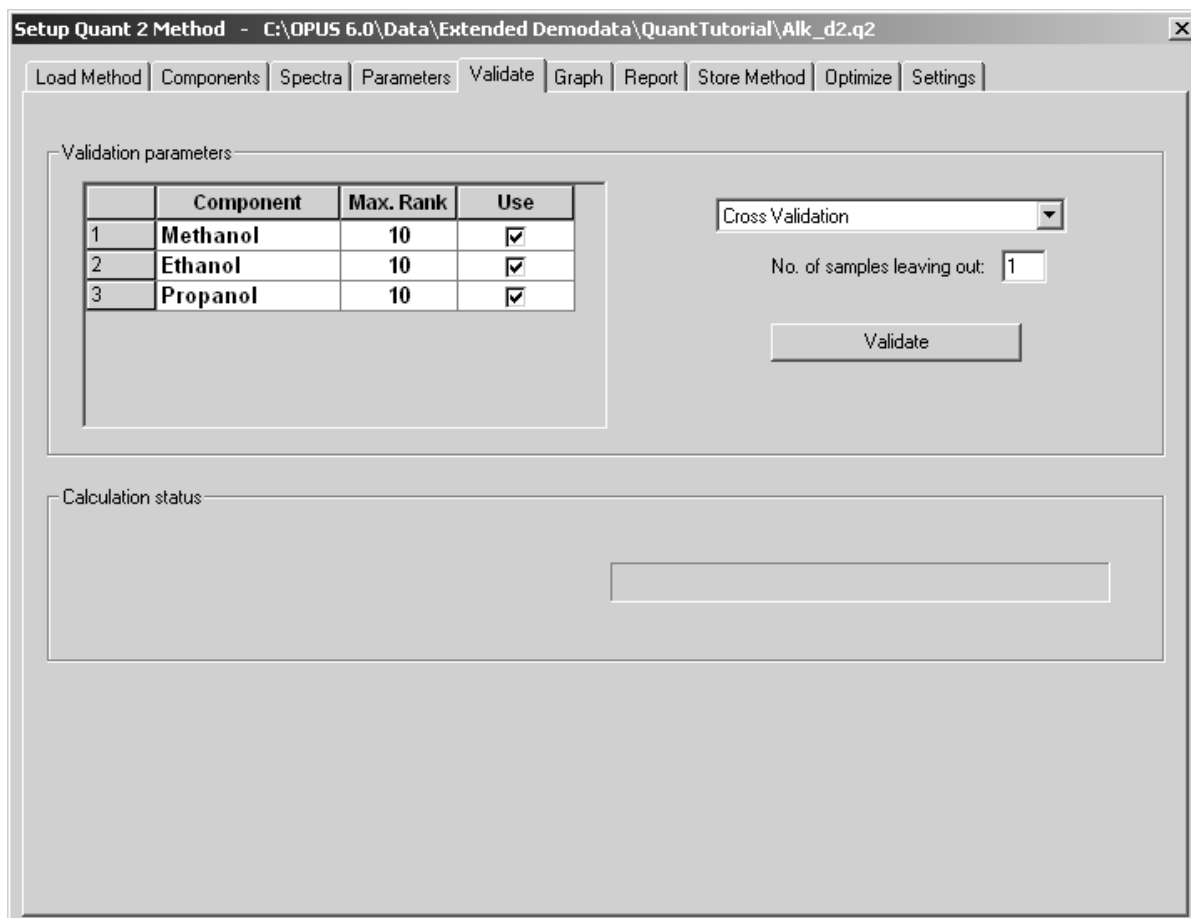 Setup Quant 2 Method - C:\OPUS 6.0\Data\Extended Demodata\QuantTutorial\Alk_d2.q2
Load Method Components Spectra Parameters Validate Graph Report Store Method Optimize Settings
Validation parameters
Component Max. Rank Use
1 Methanol 10
2 Ethanol 10
3 Propanol 10
Cross Validation
No. of samples leaving out: 1
Validate
Calculation status